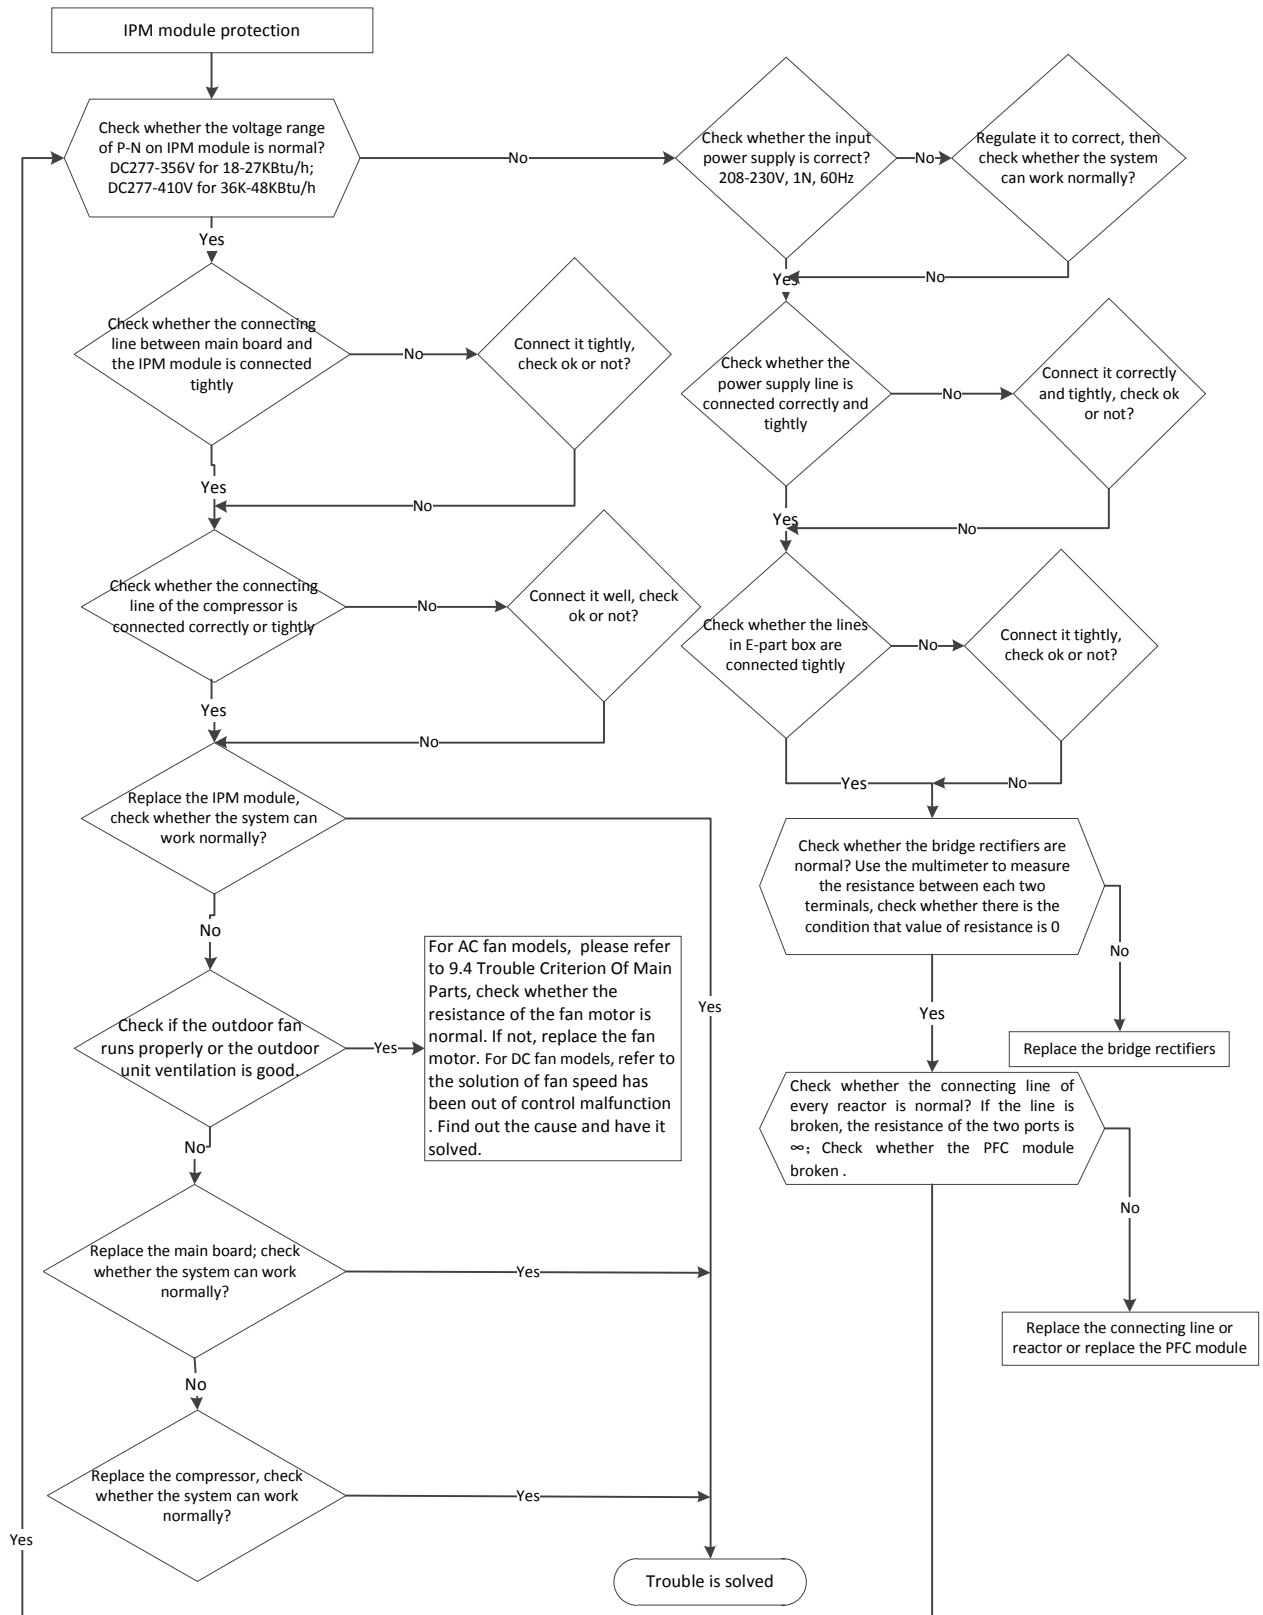 IPM module protection
Check whether the voltage range
of P-N on IPM module is normal?
DC277-356V for 18-27KBtu/h;
DC277-410V for 36K-48KBtu/h
No
Check whether the input
power supply is correct?
208-230V, 1N, 60Hz
No
Regulate it to correct, then
check whether the system
can work normally?
Yes
No
Yes
Check whether the connecting
line between main board and
the IPM module is connected
tightly
No
Connect it tightly,
check ok or not?
Check whether the
power supply line is
connected correctly and
tightly
No
Connect it correctly
and tightly, check ok
or not?
Yes
No
Yes
No
Check whether the connecting
line of the compressor is
connected correctly or tightly
No
Connect it well, check
ok or not?
Check whether the lines
in E-part box are
connected tightly
No
Connect it tightly,
check ok or not?
Yes
No
Yes
No
Replace the IPM module,
check whether the system can
work normally?
Check whether the bridge rectifiers are
normal? Use the multimeter to measure
the resistance between each two
terminals, check whether there is the
condition that value of resistance is 0
No
No
Yes
Yes
Check if the outdoor fan
runs properly or the outdoor
unit ventilation is good.
Yes
For AC fan models, please refer
to 9.4 Trouble Criterion Of Main
Parts, check whether the
resistance of the fan motor is
normal. If not, replace the fan
motor. For DC fan models, refer to
the solution of fan speed has
been out of control malfunction
. Find out the cause and have it
solved.
Replace the bridge rectifiers
Check whether the connecting line of
every reactor is normal? If the line is
broken, the resistance of the two ports is
∞; Check whether the PFC module
broken .
No
No
Replace the main board; check
whether the system can work
normally?
Yes
Replace the connecting line or
reactor or replace the PFC module
No
Replace the compressor, check
whether the system can work
normally?
Yes
Yes
Trouble is solved